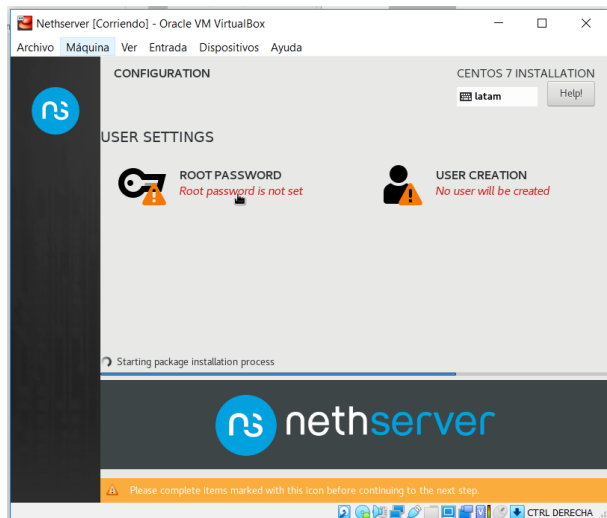 Nethserver [Corriendo] - Oracle VM VirtualBox
Archivo Máquina Ver Entrada Dispositivos Ayuda
CONFIGURATION
CENTOS 7 INSTALLATION
latam
Help!
ns
USER SETTINGS
ROOT PASSWORD
Root password is not set
USER CREATION
No user will be created
Starting package installation process
ns nethserver
Please complete items marked with this icon before continuing to the next step.
CTRL DERECHA